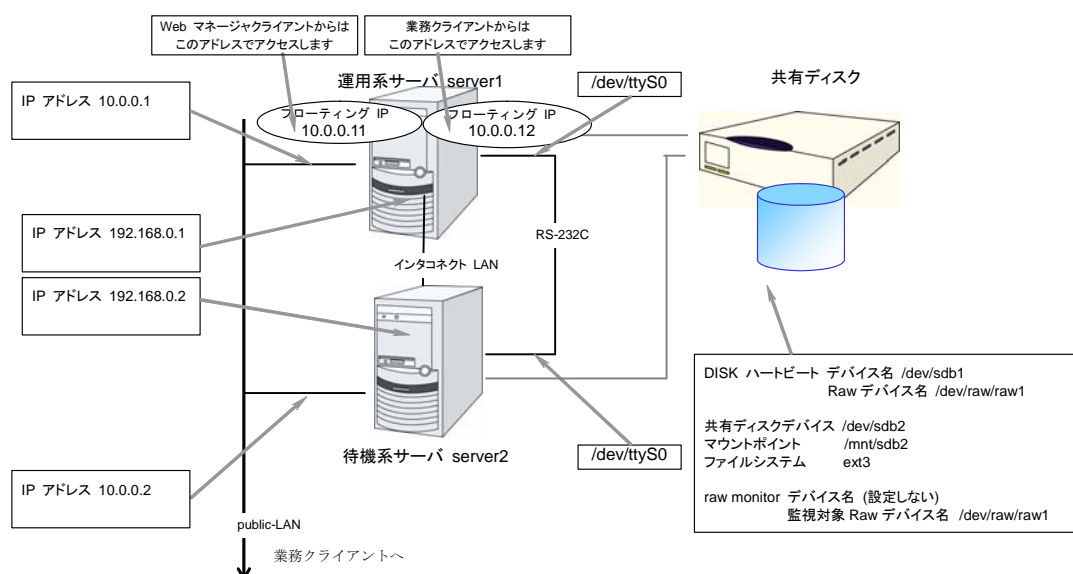 Web マネージャクライアントからは
このアドレスでアクセスします
業務クライアントからは
このアドレスでアクセスします
運用系サーバ server1
/dev/ttyS0
共有ディスク
IP アドレス 10.0.0.1
フローティング IP
10.0.0.11
フローティング IP
10.0.0.12
IP アドレス 192.168.0.1
RS-232C
インタコネクト LAN
IP アドレス 192.168.0.2
DISK ハートビート デバイス名 /dev/sdb1
Raw デバイス名 /dev/raw/raw1
共有ディスクデバイス /dev/sdb2
マウントポイント /mnt/sdb2
ファイルシステム ext3
raw monitor デバイス名 (設定しない)
監視対象 Raw デバイス名 /dev/raw/raw1
待機系サーバ server2
/dev/ttyS0
IP アドレス 10.0.0.2
public-LAN
業務クライアントへ